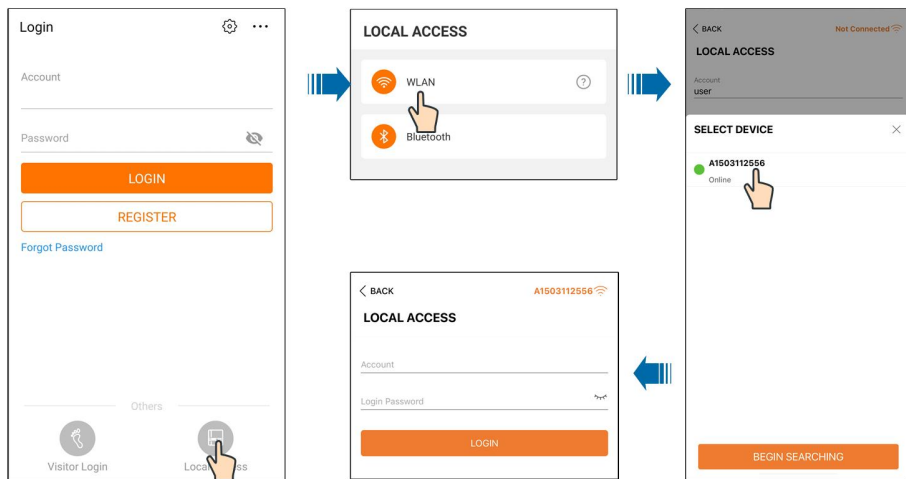 Login
Account
Password
LOGIN
REGISTER
Forgot Password
Others
Visitor Login
LOCAL ACCESS
WLAN
?
Bluetooth
BACK
Not Connected
LOCAL ACCESS
Account
user
SELECT DEVICE
A1503112556
Online
BEGIN SEARCHING
BACK
A1503112556
LOCAL ACCESS
Account
Login Password
LOGIN